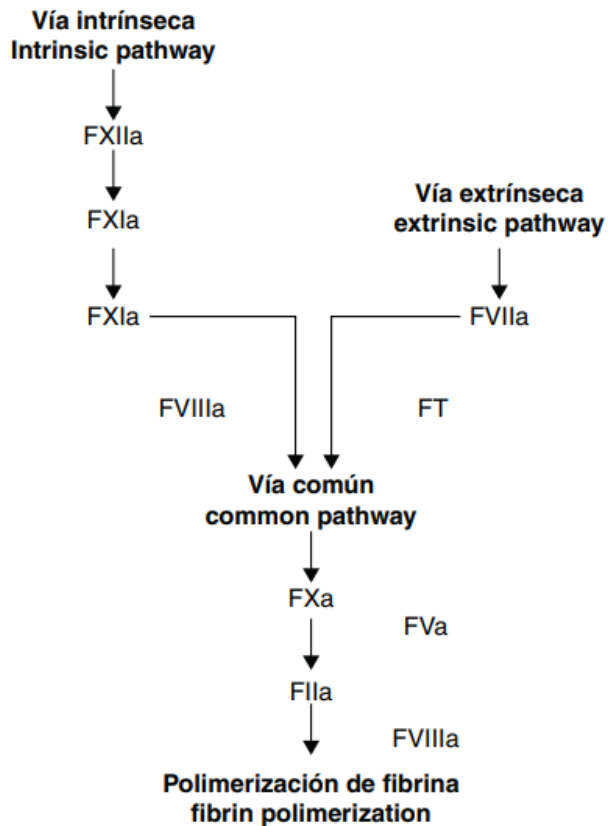 Vía intrínseca
Intrinsic pathway
FXIIa
FXIa
Vía extrínseca
extrinsic pathway
FXIa
FVIIa
FVIIIa
FT
Vía común
common pathway
FXa
FVa
FIIa
FVIIIa
Polimerización de fibrina
fibrin polimerization